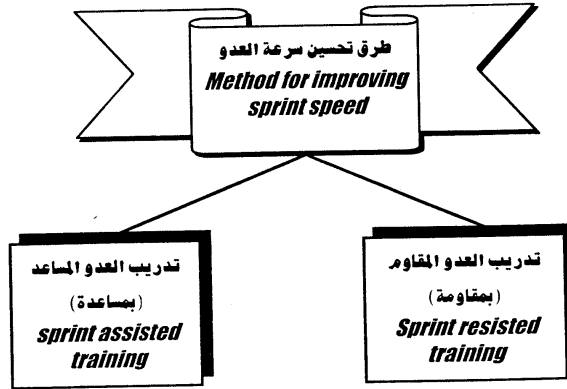 طرق تحسين سرعة العدو
Method for improving
sprint speed
تدريب العدو المقاوم
(بمقاومة)
Sprint resisted
training
تدريب العدو المساعد
(بمساعدة)
sprint assisted
training